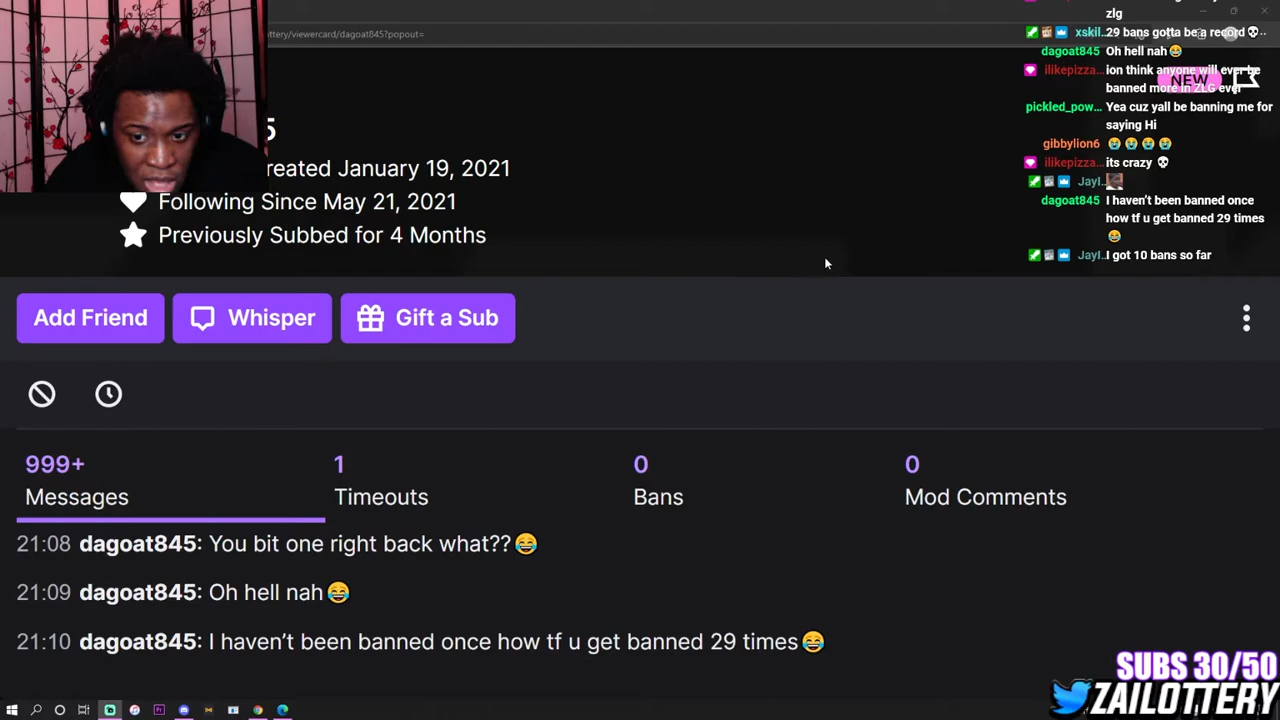 ttery/viewercard/dagoat845?popout=
5
reated January 19, 2021
Following Since May 21, 2021
Previously Subbed for 4 Months
Add Friend
Whisper
Gift a Sub
999+
Messages
1
Timeouts
0
Bans
0
Mod Comments
21:08 dagoat845: You bit one right back what??😂
21:09 dagoat845: Oh hell nah😂
21:10 dagoat845: I haven't been banned once how tf u get banned 29 times😂
zlg
xskil.. 29 bans gotta be a record💀
dagoat845 Oh hell nah😂
ilikepizza... ion think anyone will ever be
banned more in ZLG ever
NEW
pickled_pow... Yea cuz yall be banning me for
saying Hi
gibbylion6 😭😭😭😭
ilikepizza... its crazy 💀
Jayl..
dagoat845 I haven't been banned once
how tf u get banned 29 times
😂
Jayl.. I got 10 bans so far
SUBS 30/50
ZAILOTTERY